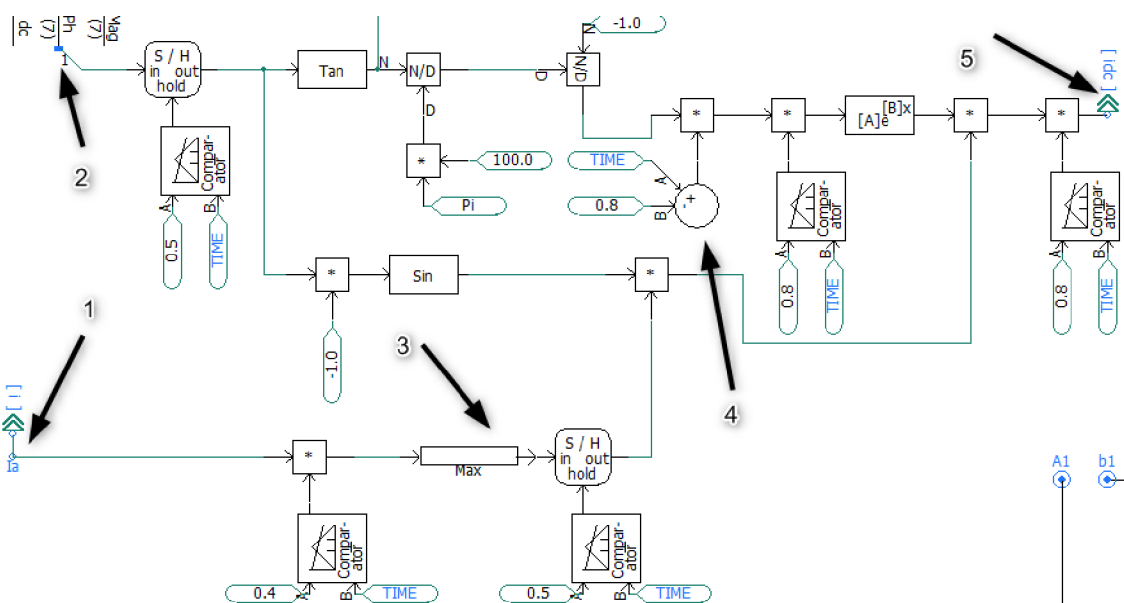 Mag
(7)
Ph
(7)
dc
1
2
S / H
in out
hold
Tan
N
N/D
D
D
N
-1.0
N/D
*
100.0
Pi
Compar-
ator
A
B
0.5
TIME
TIME
A
0.8
B
-
+
4
*
*
[A]e[B]x
*
*
5
[ idc ]
Compar-
ator
A
B
0.8
TIME
Compar-
ator
A
B
0.8
TIME
*
-1.0
Sin
*
1
[ i ]
Ia
3
*
Max
S / H
in out
hold
Compar-
ator
0.4
A
B
TIME
Compar-
ator
0.5
A
B
TIME
A1
b1